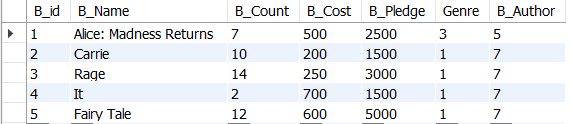 B_id B_Name B_Count B_Cost B_Pledge Genre B_Author
1 Alice: Madness Returns 7 500 2500 3 5
2 Carrie 10 200 1500 1 7
3 Rage 14 250 3000 1 7
4 It 2 700 1500 1 7
5 Fairy Tale 12 600 5000 1 7